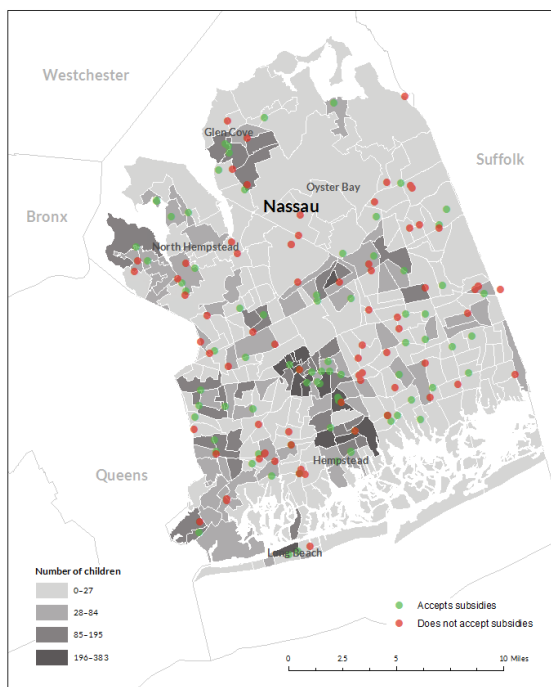 Westchester
Glen Cove
Suffolk
Oyster Bay
Nassau
Bronx
North Hempstead
Hempstead
Queens
Long Beach
Number of children
0–27
28–84
85–195
196–383
Accepts subsidies
Does not accept subsidies
0 2.5 5 10 Miles